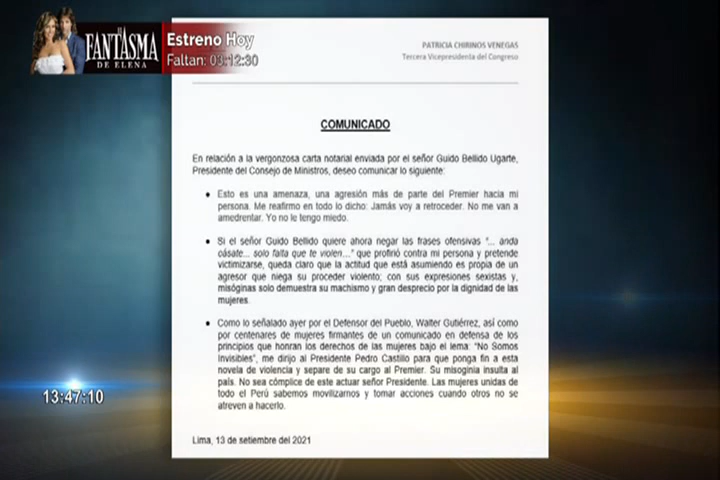 EL
FANTASMA
DE ELENA
Estreno Hoy
Faltan: 03:12:30
PATRICIA CHIRINOS VENEGAS
Tercera Vicepresidenta del Congreso
COMUNICADO
En relación a la vergonzosa carta notarial enviada por el señor Guido Bellido Ugarte,
Presidente del Consejo de Ministros, deseo comunicar lo siguiente:
• Esto es una amenaza, una agresión más de parte del Premier hacia mi
persona. Me reafirmo en todo lo dicho: Jamás voy a retroceder. No me van a
amedrentar. Yo no le tengo miedo.
• Si el señor Guido Bellido quiere ahora negar las frases ofensivas "... anda
cásate... solo falta que te violen..." que profirió contra mi persona y pretende
victimizarse, queda claro que la actitud que está asumiendo es propia de un
agresor que niega su proceder violento; con sus expresiones sexistas y,
misóginas solo demuestra su machismo y gran desprecio por la dignidad de las
mujeres.
• Como lo señalado ayer por el Defensor del Pueblo, Walter Gutiérrez, así como
por centenares de mujeres firmantes de un comunicado en defensa de los
principios que honran los derechos de las mujeres bajo el lema: "No Somos
Invisibles", me dirijo al Presidente Pedro Castillo para que ponga fin a esta
novela de violencia y separe de su cargo al Premier. Su misoginia insulta al
país. No sea cómplice de este actuar señor Presidente. Las mujeres unidas de
todo el Perú sabemos movilizarnos y tomar acciones cuando otros no se
atreven a hacerlo.
Lima, 13 de setiembre del 2021
13:47:10